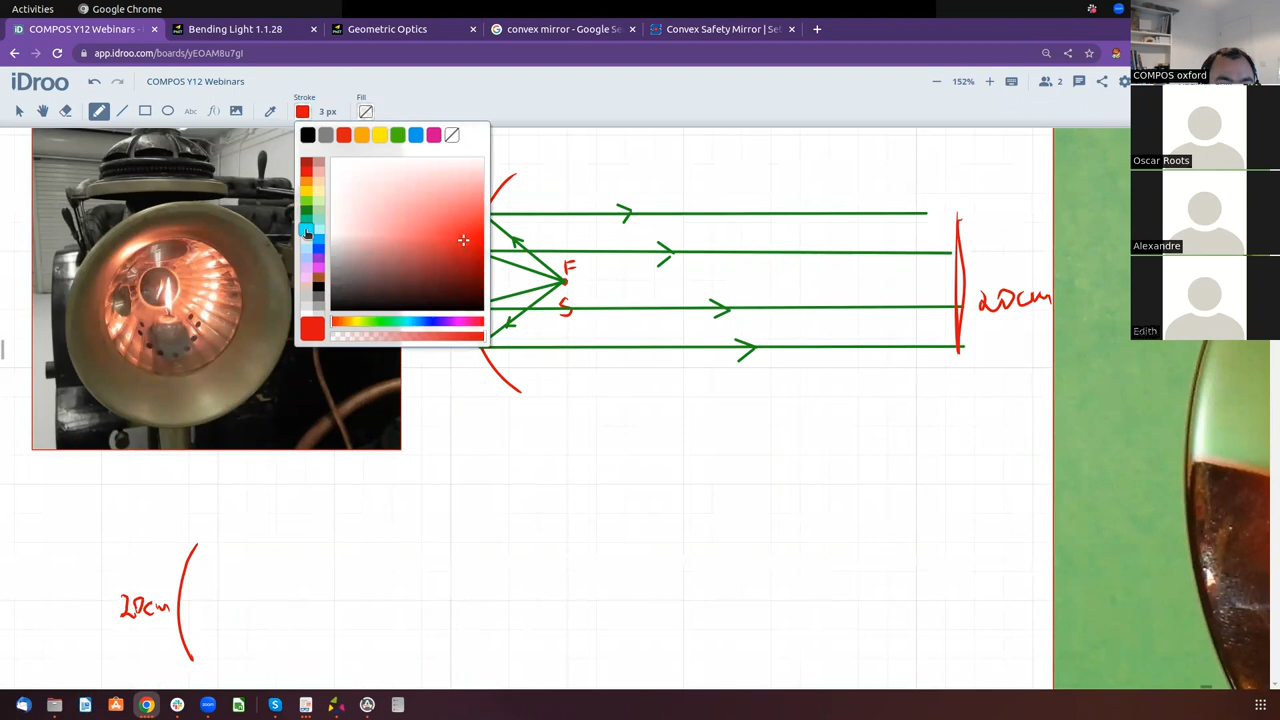 Activities
Google Chrome
COMPOS Y12 Webinars -
Bending Light 1.1.28
Geometric Optics
convex mirror - Google Se
Convex Safety Mirror | Se
app.idroo.com/boards/yEOAM8u7gI
iDroo
COMPOS Y12 Webinars
152%
2
Stroke
3 px
Fill
Abc
f()
COMPOS oxford
Oscar Roots
Alexandre
Edith
F
S
20cm
20cm